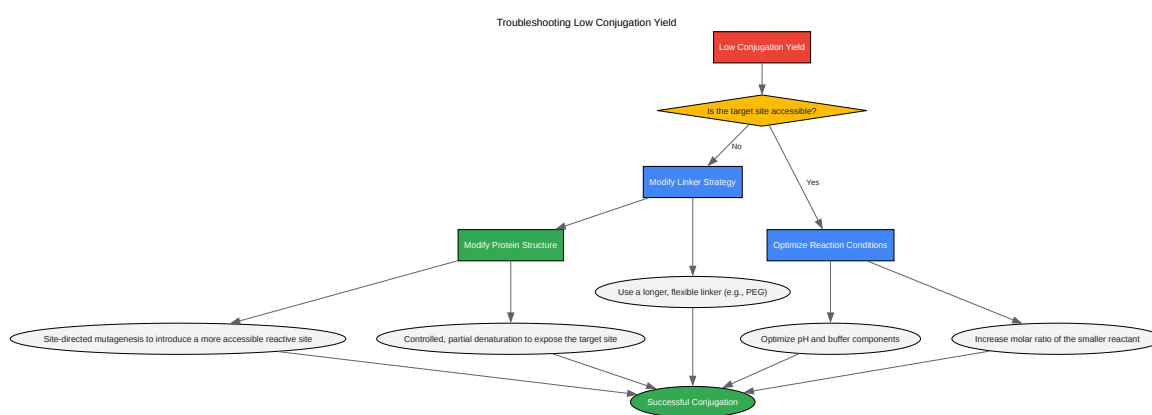 Troubleshooting Low Conjugation Yield
Low Conjugation Yield
Is the target site accessible?
No
Modify Linker Strategy
Yes
Modify Protein Structure
Optimize Reaction Conditions
Use a longer, flexible linker (e.g., PEG)
Site-directed mutagenesis to introduce a more accessible reactive site
Controlled, partial denaturation to expose the target site
Optimize pH and buffer components
Increase molar ratio of the smaller reactant
Successful Conjugation